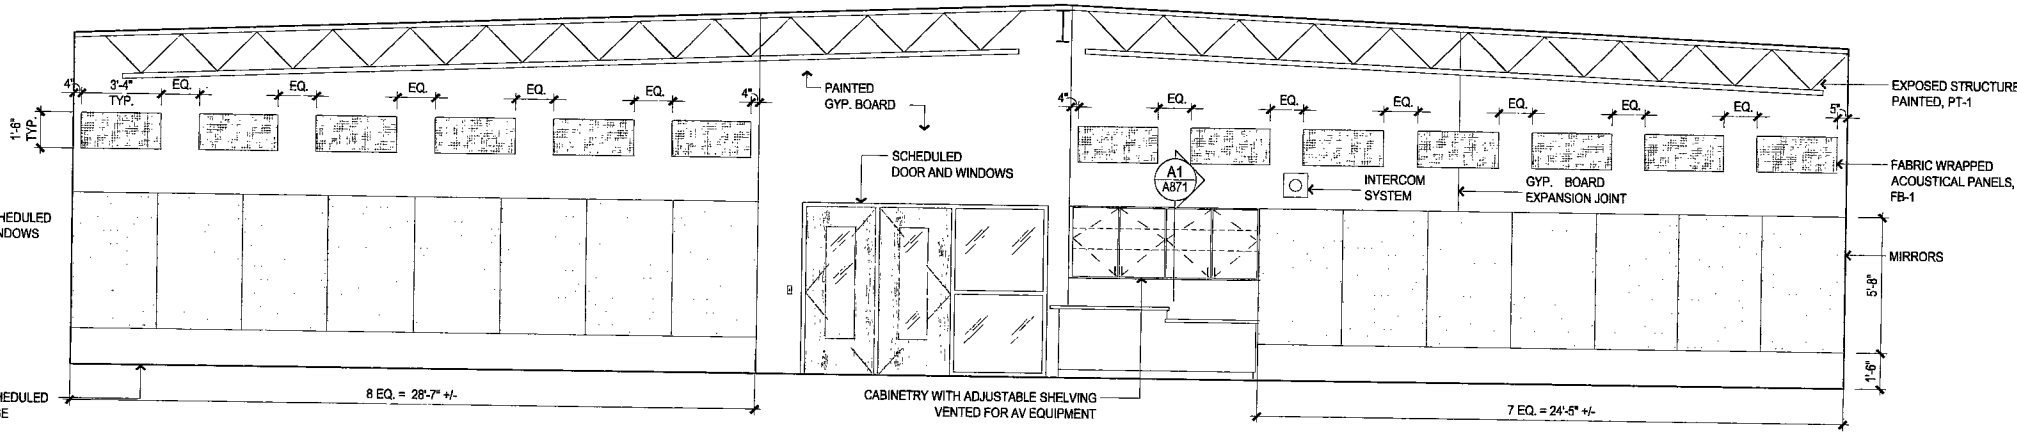 4"
3'-4"
TYP.
EQ.
EQ.
EQ.
EQ.
EQ.
4"
1'-6"
TYP.
PAINTED
GYP. BOARD
4"
EQ.
EQ.
EQ.
EQ.
EQ.
EQ.
5"
EXPOSED STRUCTURE
PAINTED, PT-1
SCHEDULED
DOOR AND WINDOWS
A1
A871
INTERCOM
SYSTEM
GYP. BOARD
EXPANSION JOINT
FABRIC WRAPPED
ACOUSTICAL PANELS,
FB-1
HEDULED
NDOWS
MIRRORS
5'-8"
1'-6"
HEDULED
SE
8 EQ. = 28'-7" +/-
CABINETRY WITH ADJUSTABLE SHELVING
VENTED FOR AV EQUIPMENT
7 EQ. = 24'-5" +/-